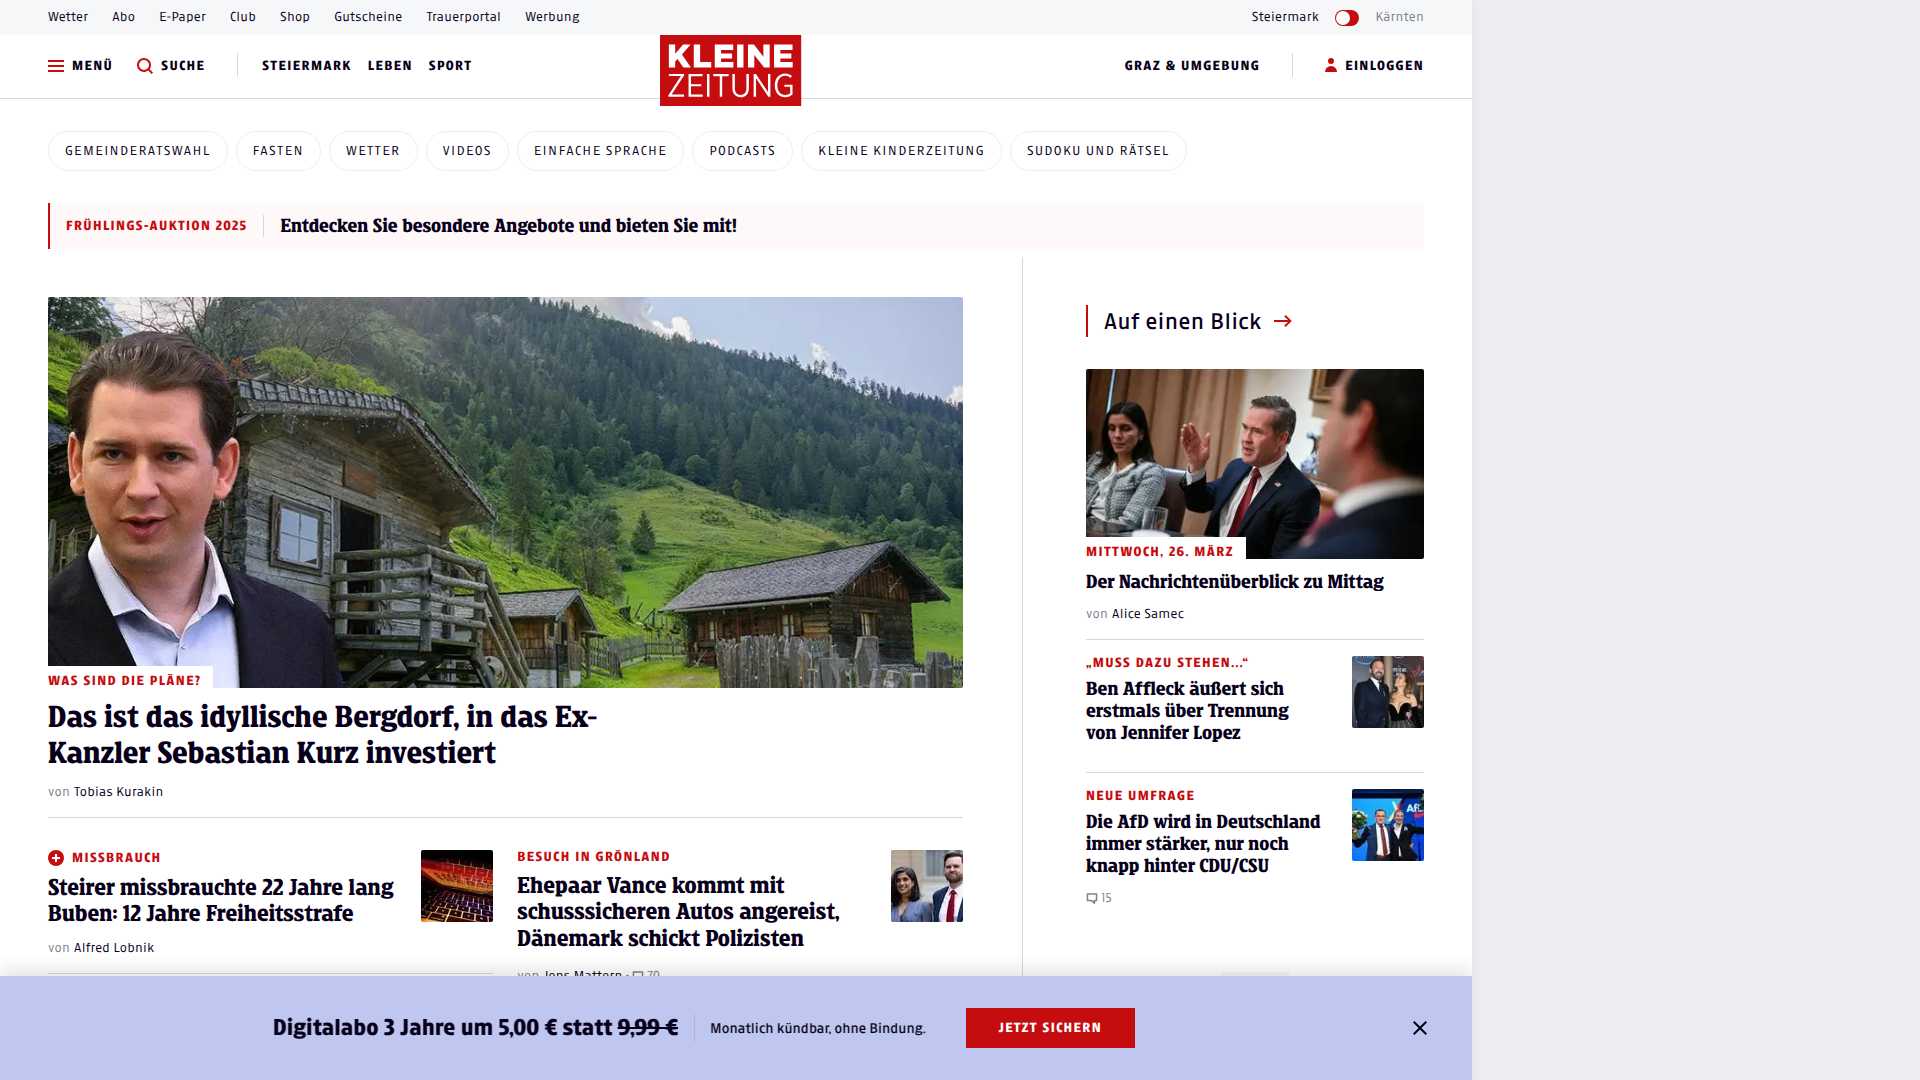 Wetter Abo E-Paper Club Shop Gutscheine Trauerportal Werbung Steiermark Kärnten
MENÜ SUCHE STEIERMARK LEBEN SPORT KLEINE ZEITUNG GRAZ & UMGEBUNG EINLOGGEN
GEMEINDERATSWAHL FASTEN WETTER VIDEOS EINFACHE SPRACHE PODCASTS KLEINE KINDERZEITUNG SUDOKU UND RÄTSEL
FRÜHLINGS-AUKTION 2025 Entdecken Sie besondere Angebote und bieten Sie mit!
WAS SIND DIE PLÄNE?
Das ist das idyllische Bergdorf, in das Ex-
Kanzler Sebastian Kurz investiert
von Tobias Kurakin
MISSBRAUCH
Steirer missbrauchte 22 Jahre lang
Buben: 12 Jahre Freiheitsstrafe
von Alfred Lobnik
BESUCH IN GRÖNLAND
Ehepaar Vance kommt mit
schusssicheren Autos angereist,
Dänemark schickt Polizisten
von Jens Mattern · 70
Auf einen Blick
MITTWOCH, 26. MÄRZ
Der Nachrichtenüberblick zu Mittag
von Alice Samec
„MUSS DAZU STEHEN...“
Ben Affleck äußert sich
erstmals über Trennung
von Jennifer Lopez
NEUE UMFRAGE
Die AfD wird in Deutschland
immer stärker, nur noch
knapp hinter CDU/CSU
15
Digitalabo 3 Jahre um 5,00 € statt 9,99 € Monatlich kündbar, ohne Bindung. JETZT SICHERN